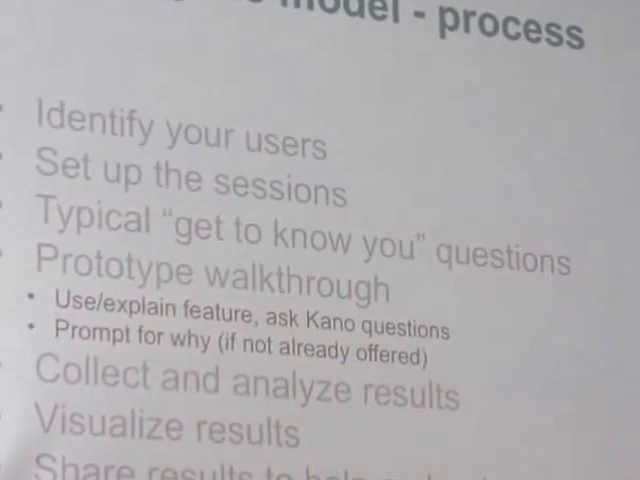 model - process
Identify your users
Set up the sessions
Typical “get to know you” questions
Prototype walkthrough
• Use/explain feature, ask Kano questions
• Prompt for why (if not already offered)
Collect and analyze results
Visualize results
Share results to